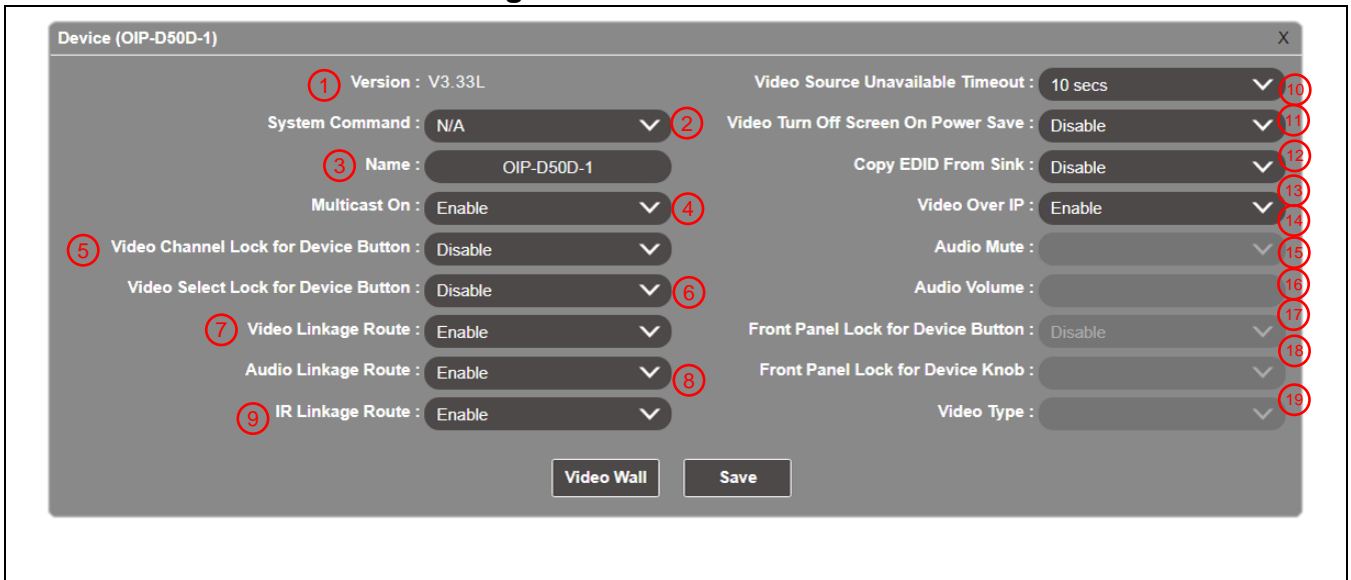 Device (OIP-D50D-1) X
1 Version : V3.33L Video Source Unavailable Timeout : 10 secs 10
System Command : N/A 2 Video Turn Off Screen On Power Save : Disable 11
3 Name : OIP-D50D-1 Copy EDID From Sink : Disable 12
Multicast On : Enable 4 Video Over IP : Enable 13
14
5 Video Channel Lock for Device Button : Disable Audio Mute : 15
Video Select Lock for Device Button : Disable 6 Audio Volume : 16
7 Video Linkage Route : Enable Front Panel Lock for Device Button : Disable 17
Audio Linkage Route : Enable 8 Front Panel Lock for Device Knob : 18
9 IR Linkage Route : Enable Video Type : 19
Video Wall Save